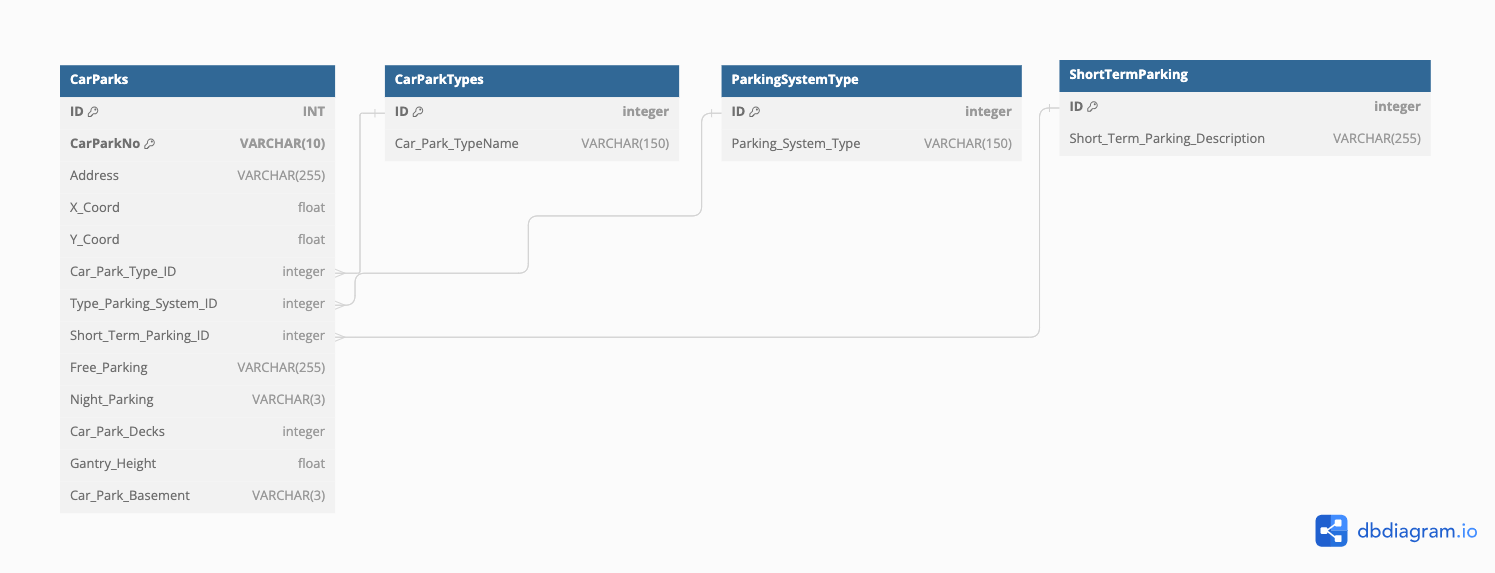 CarParks
ID INT
CarParkNo VARCHAR(10)
Address VARCHAR(255)
X_Coord float
Y_Coord float
Car_Park_Type_ID integer
Type_Parking_System_ID integer
Short_Term_Parking_ID integer
Free_Parking VARCHAR(255)
Night_Parking VARCHAR(3)
Car_Park_Decks integer
Gantry_Height float
Car_Park_Basement VARCHAR(3)
CarParkTypes
ID integer
Car_Park_TypeName VARCHAR(150)
ParkingSystemType
ID integer
Parking_System_Type VARCHAR(150)
ShortTermParking
ID integer
Short_Term_Parking_Description VARCHAR(255)
dbdiagram.io